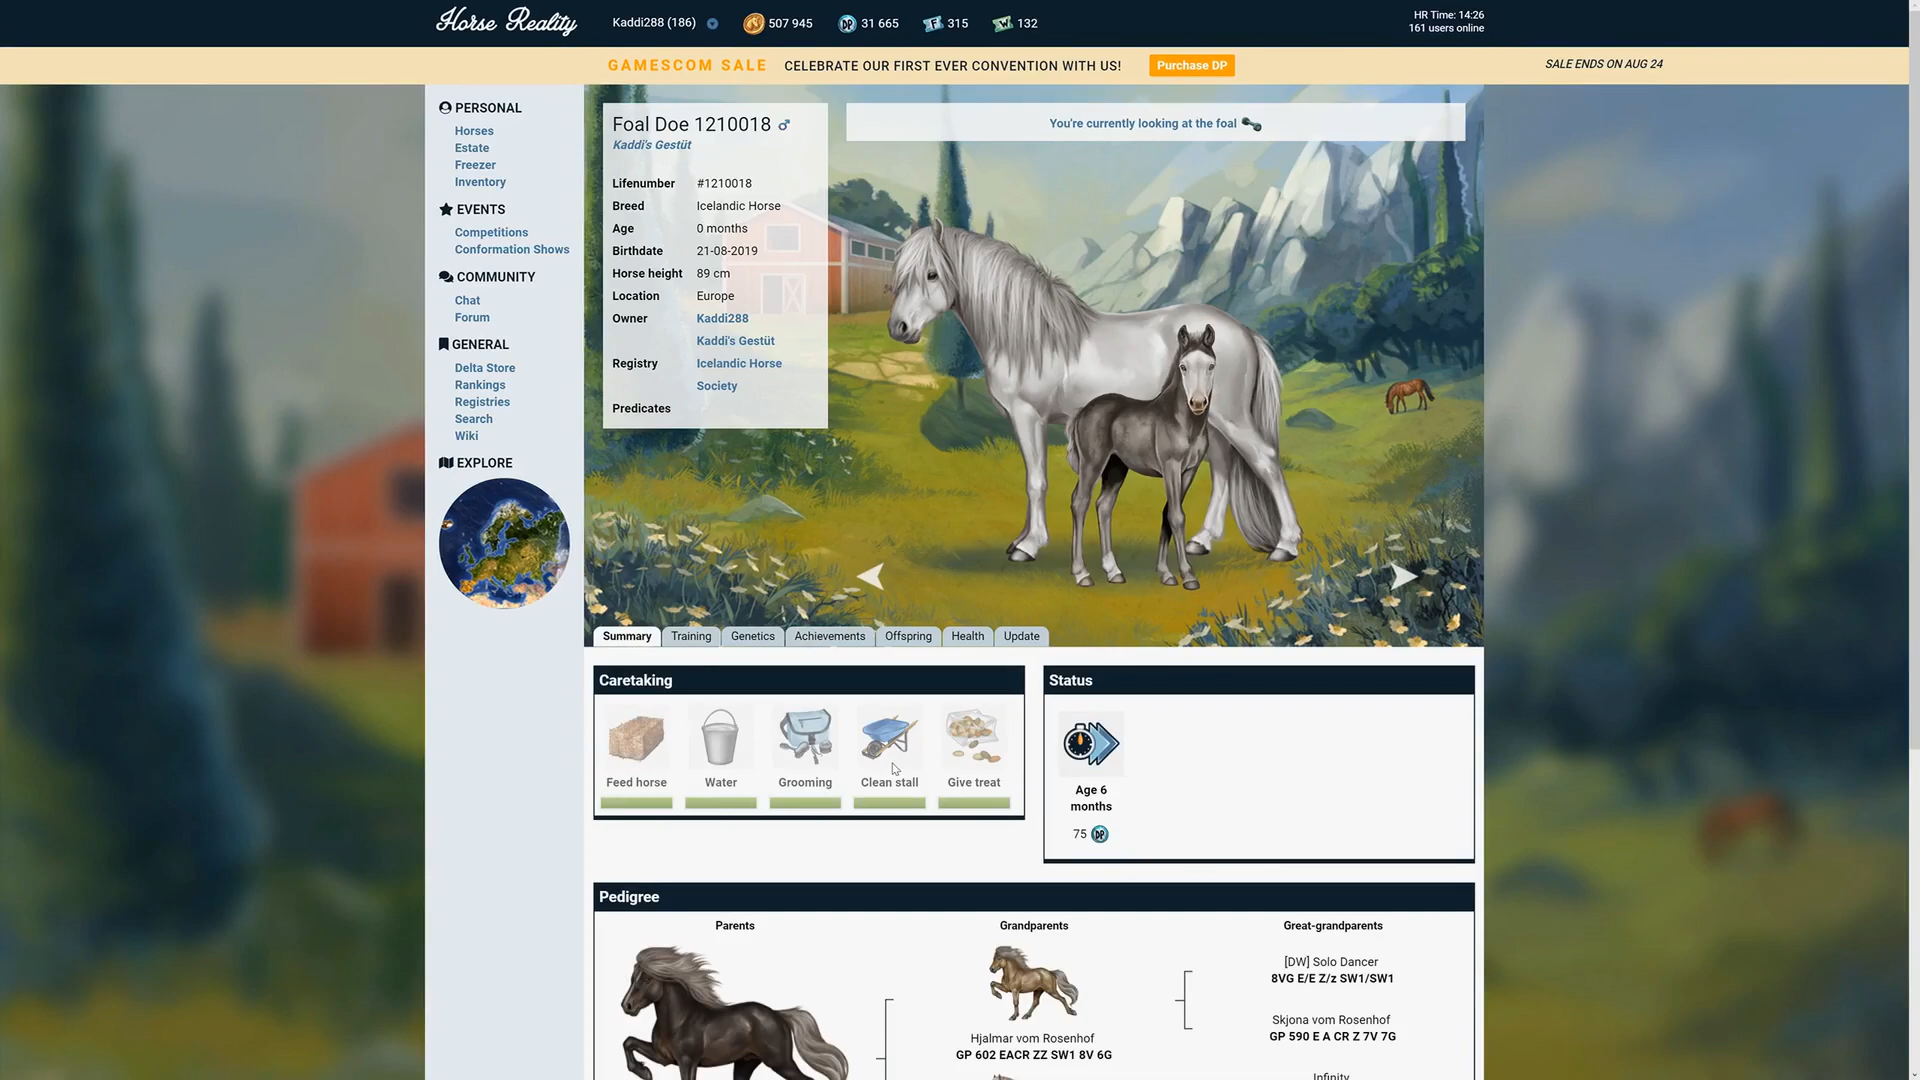 Horse Reality
Kaddi288 (186)
507 945
31 665
315
132
HR Time: 14:26
161 users online
GAMESCOM SALE CELEBRATE OUR FIRST EVER CONVENTION WITH US! Purchase DP
SALE ENDS ON AUG 24
PERSONAL
Horses
Estate
Freezer
Inventory
EVENTS
Competitions
Conformation Shows
COMMUNITY
Chat
Forum
GENERAL
Delta Store
Rankings
Registries
Search
Wiki
EXPLORE
Foal Doe 1210018 ♂
Kaddi's Gestüt
Lifenumber #1210018
Breed Icelandic Horse
Age 0 months
Birthdate 21-08-2019
Horse height 89 cm
Location Europe
Owner Kaddi288
Kaddi's Gestüt
Registry Icelandic Horse
Society
Predicates
You're currently looking at the foal
Summary Training Genetics Achievements Offspring Health Update
Caretaking
Feed horse Water Grooming Clean stall Give treat
Status
Age 6
months
75 DP
Pedigree
Parents Grandparents Great-grandparents
[DW] Solo Dancer
8VG E/E Z/z SW1/SW1
Skjona vom Rosenhof
GP 590 E A CR Z 7V 7G
Hjalmar vom Rosenhof
GP 602 EACR ZZ SW1 8V 6G
Infinity